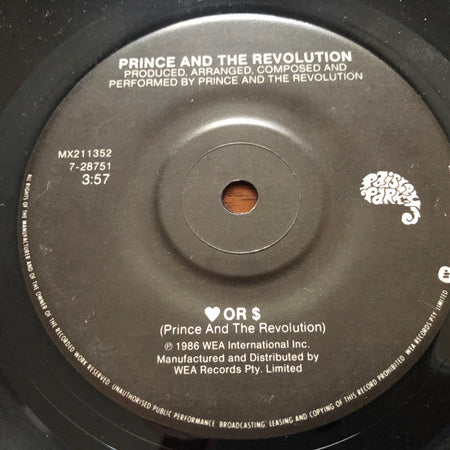 PRINCE AND THE REVOLUTION
PRODUCED, ARRANGED, COMPOSED AND
PERFORMED BY PRINCE AND THE REVOLUTION
MX211352
7-28751
3:57
PAISLEY
PARK
♥ OR $
(Prince And The Revolution)
℗ 1986 WEA International Inc.
Manufactured and Distributed by
WEA Records Pty. Limited
ALL RIGHTS OF THE MANUFACTURER AND OF THE OWNER OF THE RECORDED WORK RESERVED. UNAUTHORISED PUBLIC PERFORMANCE. BROADCASTING. LEASING AND COPYING OF THIS RECORD PROHIBITED. WEA RECORDS PTY. LIMITED